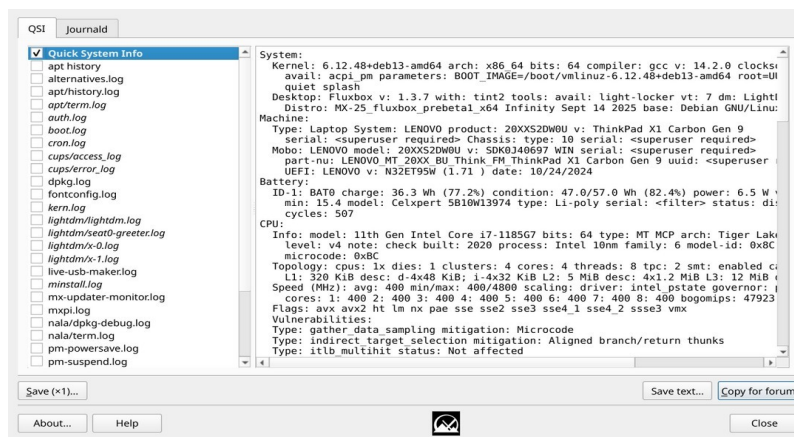 QSI
Journald
Quick System Info
apt history
alternatives.log
apt/history.log
apt/term.log
auth.log
boot.log
cron.log
cups/access_log
cups/error_log
dpkg.log
fontconfig.log
kern.log
lightdm/lightdm.log
lightdm/seat0-greeter.log
lightdm/x-0.log
lightdm/x-1.log
live-usb-maker.log
minstall.log
mx-updater-monitor.log
mxpi.log
nala/dpkg-debug.log
nala/term.log
pm-powersave.log
pm-suspend.log
System:
Kernel: 6.12.48+deb13-amd64 arch: x86_64 bits: 64 compiler: gcc v: 14.2.0 clocks
avail: acpi_pm parameters: BOOT_IMAGE=/boot/vmlinuz-6.12.48+deb13-amd64 root=U
quiet splash
Desktop: Fluxbox v: 1.3.7 with: tint2 tools: avail: light-locker vt: 7 dm: Light
Distro: MX-25_fluxbox_prebeta1_x64 Infinity Sept 14 2025 base: Debian GNU/Linu
Machine:
Type: Laptop System: LENOVO product: 20XXS2DW0U v: ThinkPad X1 Carbon Gen 9
serial: <superuser required> Chassis: type: 10 serial: <superuser required>
Mobo: LENOVO model: 20XXS2DW0U v: SDK0J40697 WIN serial: <superuser required>
part-nu: LENOVO_MT_20XX_BU_Think_FM_ThinkPad X1 Carbon Gen 9 uuid: <superuser
UEFI: LENOVO v: N32ET95W (1.71 ) date: 10/24/2024
Battery:
ID-1: BAT0 charge: 36.3 Wh (77.2%) condition: 47.0/57.0 Wh (82.4%) power: 6.5 W
min: 15.4 model: Celxpert 5B10W13974 type: Li-poly serial: <filter> status: di
cycles: 507
CPU:
Info: model: 11th Gen Intel Core i7-1185G7 bits: 64 type: MT MCP arch: Tiger Lak
level: v4 note: check built: 2020 process: Intel 10nm family: 6 model-id: 0x8C
microcode: 0xBC
Topology: cpus: 1x dies: 1 clusters: 4 cores: 4 threads: 8 tpc: 2 smt: enabled c
L1: 320 KiB desc: d-4x48 KiB; i-4x32 KiB L2: 5 MiB desc: 4x1.2 MiB L3: 12 MiB
Speed (MHz): avg: 400 min/max: 400/4800 scaling: driver: intel_pstate governor:
cores: 1: 400 2: 400 3: 400 4: 400 5: 400 6: 400 7: 400 8: 400 bogomips: 47923
Flags: avx avx2 ht lm nx pae sse sse2 sse3 sse4_1 sse4_2 ssse3 vmx
Vulnerabilities:
Type: gather_data_sampling mitigation: Microcode
Type: indirect_target_selection mitigation: Aligned branch/return thunks
Type: itlb_multihit status: Not affected
Save (×1)...
Save text...
Copy for forum
About...
Help
Close